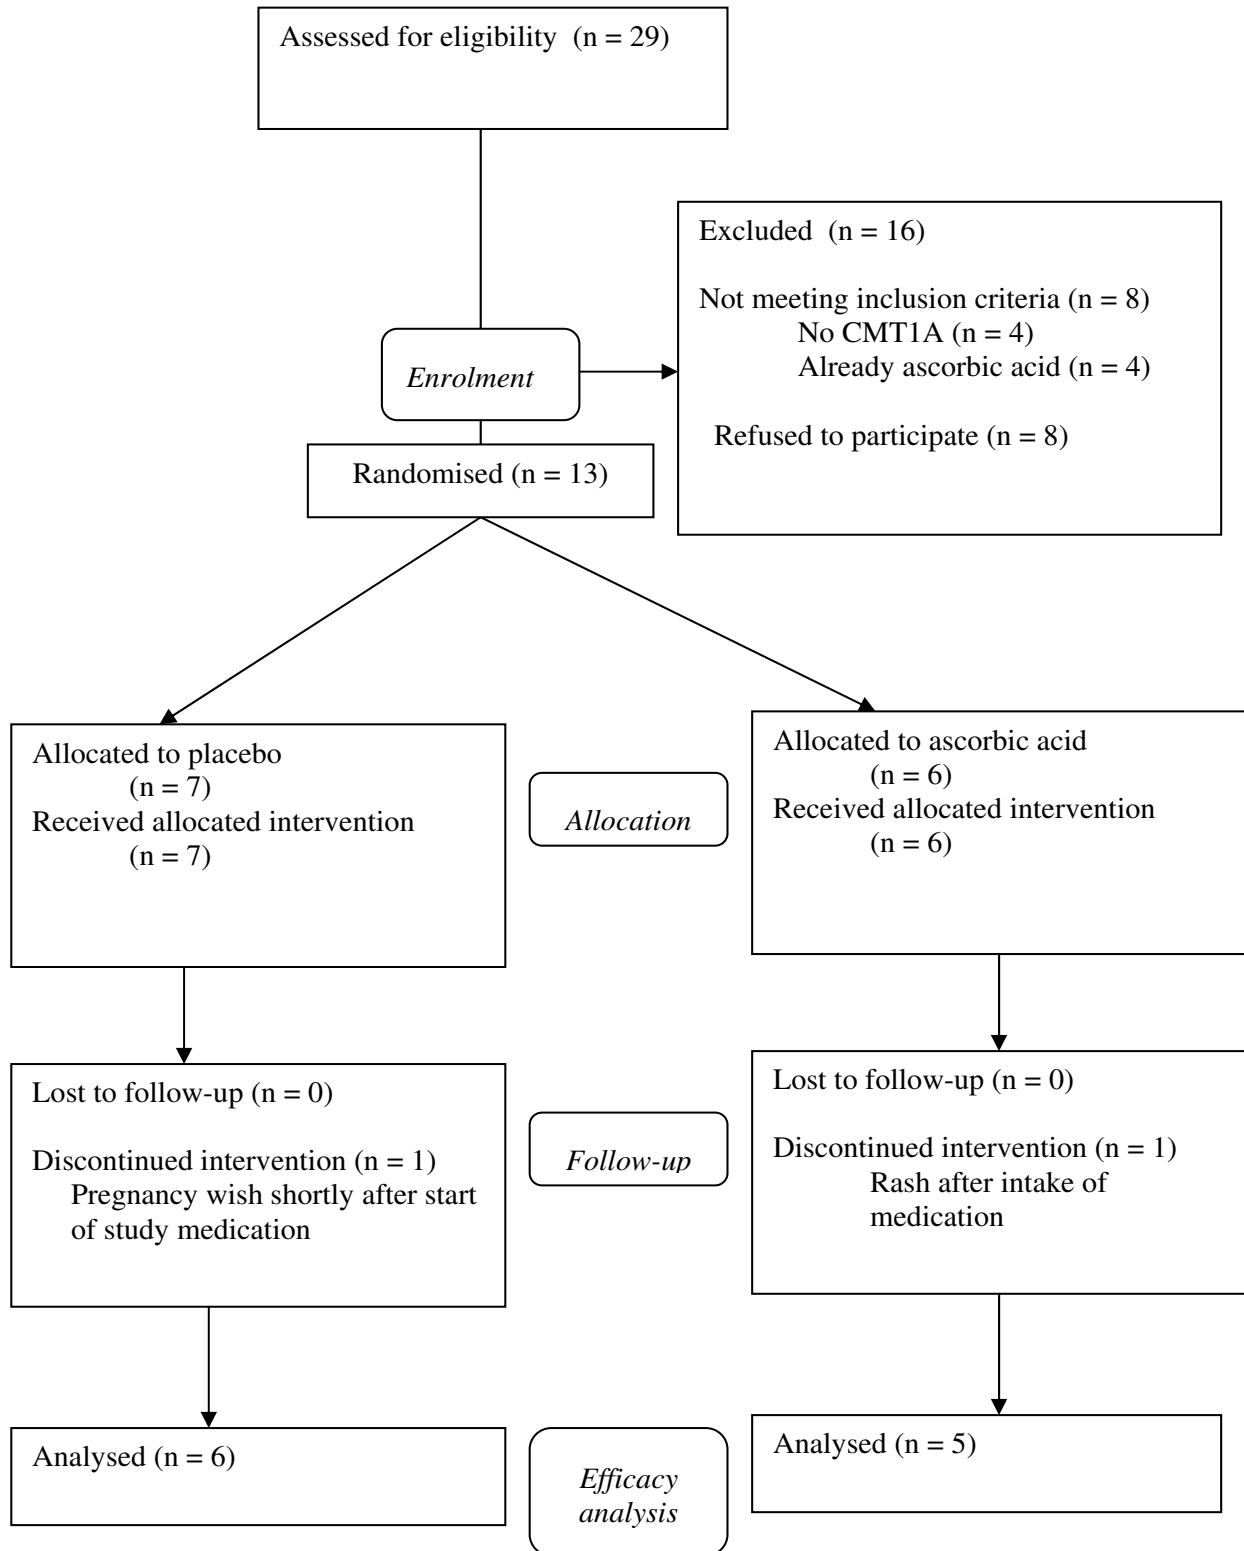 Assessed for eligibility (n = 29)
Excluded (n = 16)
Not meeting inclusion criteria (n = 8)
No CMT1A (n = 4)
Already ascorbic acid (n = 4)
Refused to participate (n = 8)
Enrolment
Randomised (n = 13)
Allocated to placebo
(n = 7)
Received allocated intervention
(n = 7)
Allocation
Allocated to ascorbic acid
(n = 6)
Received allocated intervention
(n = 6)
Lost to follow-up (n = 0)
Discontinued intervention (n = 1)
Pregnancy wish shortly after start
of study medication
Follow-up
Lost to follow-up (n = 0)
Discontinued intervention (n = 1)
Rash after intake of
medication
Analysed (n = 6)
Efficacy
analysis
Analysed (n = 5)